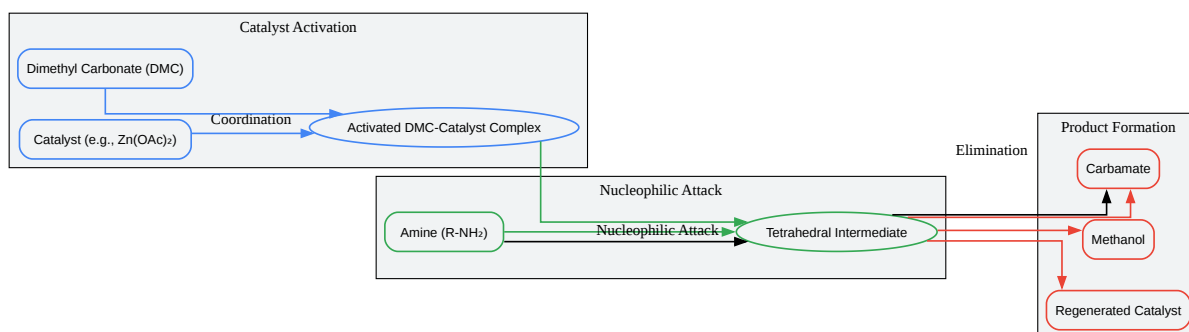 Catalyst Activation
Dimethyl Carbonate (DMC)
Coordination
Catalyst (e.g., Zn(OAc)₂)
Activated DMC-Catalyst Complex
Nucleophilic Attack
Amine (R-NH₂)
Nucleophilic Attack
Tetrahedral Intermediate
Elimination
Product Formation
Carbamate
Methanol
Regenerated Catalyst